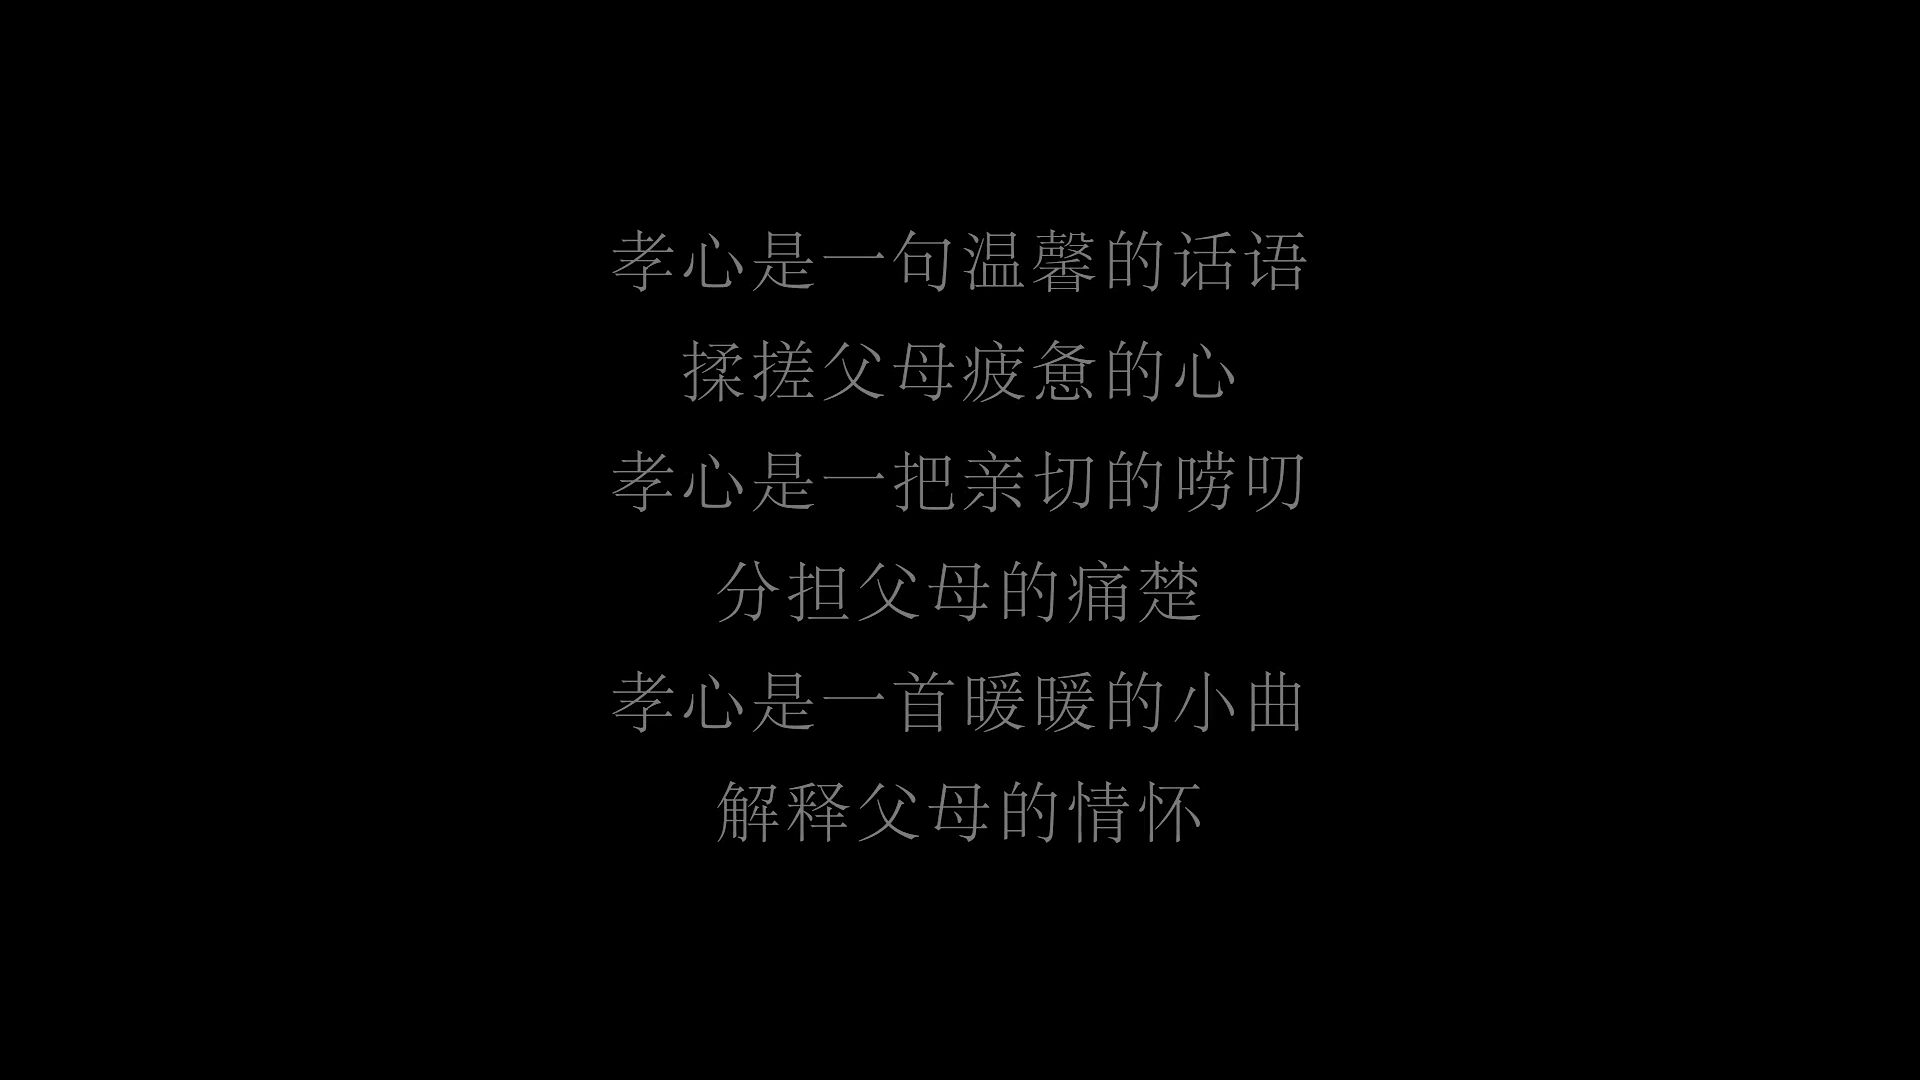 孝心是一句温馨的话语
揉搓父母疲惫的心
孝心是一把亲切的唠叨
分担父母的痛楚
孝心是一首暖暖的小曲
解释父母的情怀